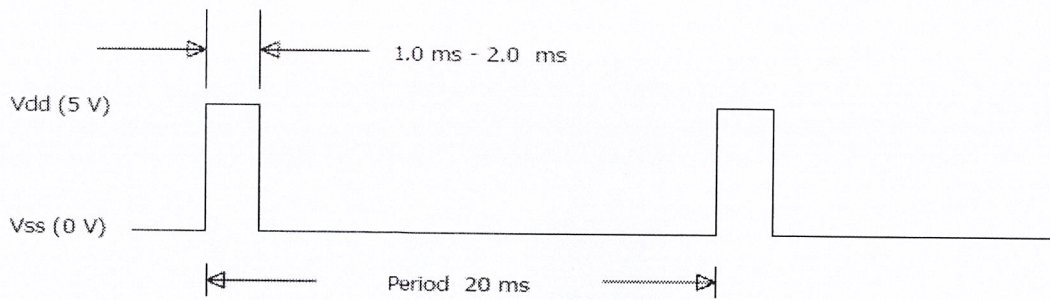 1.0 ms - 2.0 ms
Vdd (5 V)
Vss (0 V)
Period 20 ms